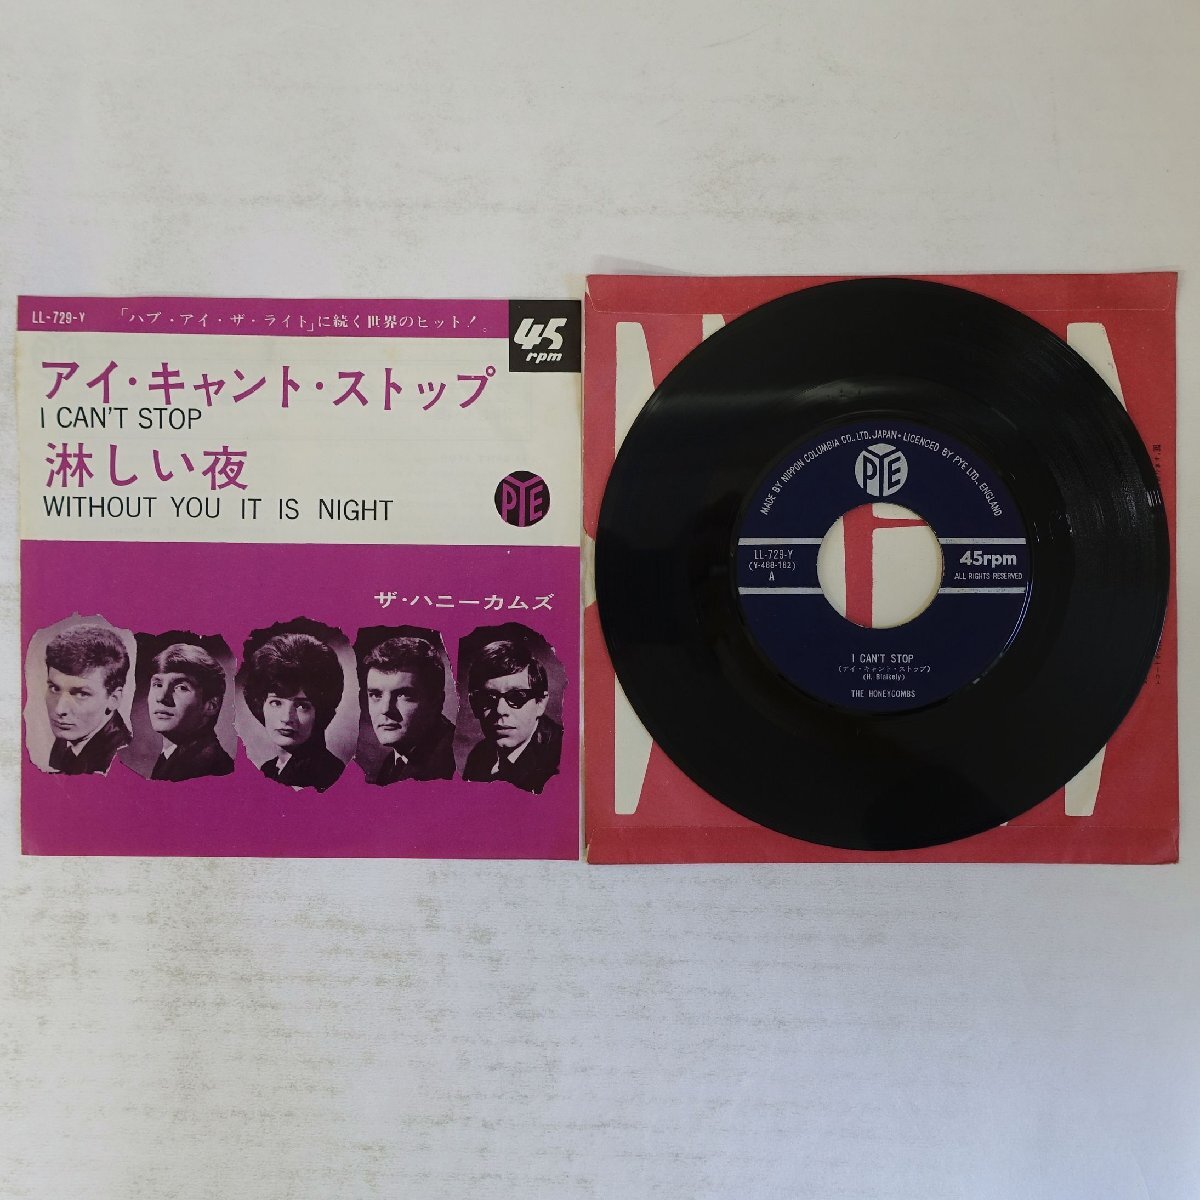 LL-729-Y 「ハブ・アイ・ザ・ライト」に続く世界のヒット！。
45
rpm
アイ・キャント・ストップ
I CAN'T STOP
淋しい夜
WITHOUT YOU IT IS NIGHT
PYE
ザ・ハニーカムズ
MADE BY NIPPON COLUMBIA CO., LTD. JAPAN・LICENCED BY PYE LTD., ENGLAND
PYE
LL-729-Y
(Y-488-182)
A
45rpm
ALL RIGHTS RESERVED
I CAN'T STOP
(アイ・キャント・ストップ)
(H. Blaikely)
THE HONEYCOMBS